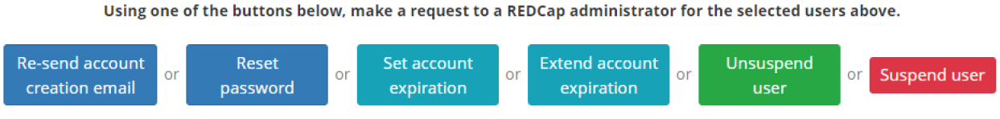 Using one of the buttons below, make a request to a REDCap administrator for the selected users above.
Re-send account
creation email
or
Reset
password
or
Set account
expiration
or
Extend account
expiration
or
Unsuspend
user
or
Suspend user